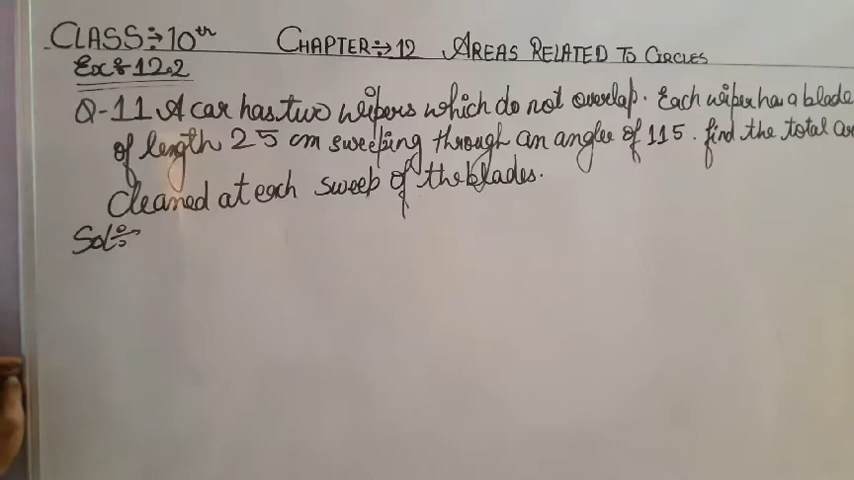 CLASS÷10th CHAPTER÷12 AREAS RELATED TO CIRCLES
Ex÷12.2
Q-11 A car has two wipers which do not overlap. Each wiper has a blade
of length 25 cm sweeping through an angle of 115. find the total
cleaned at each sweep of the blades.
Sol÷